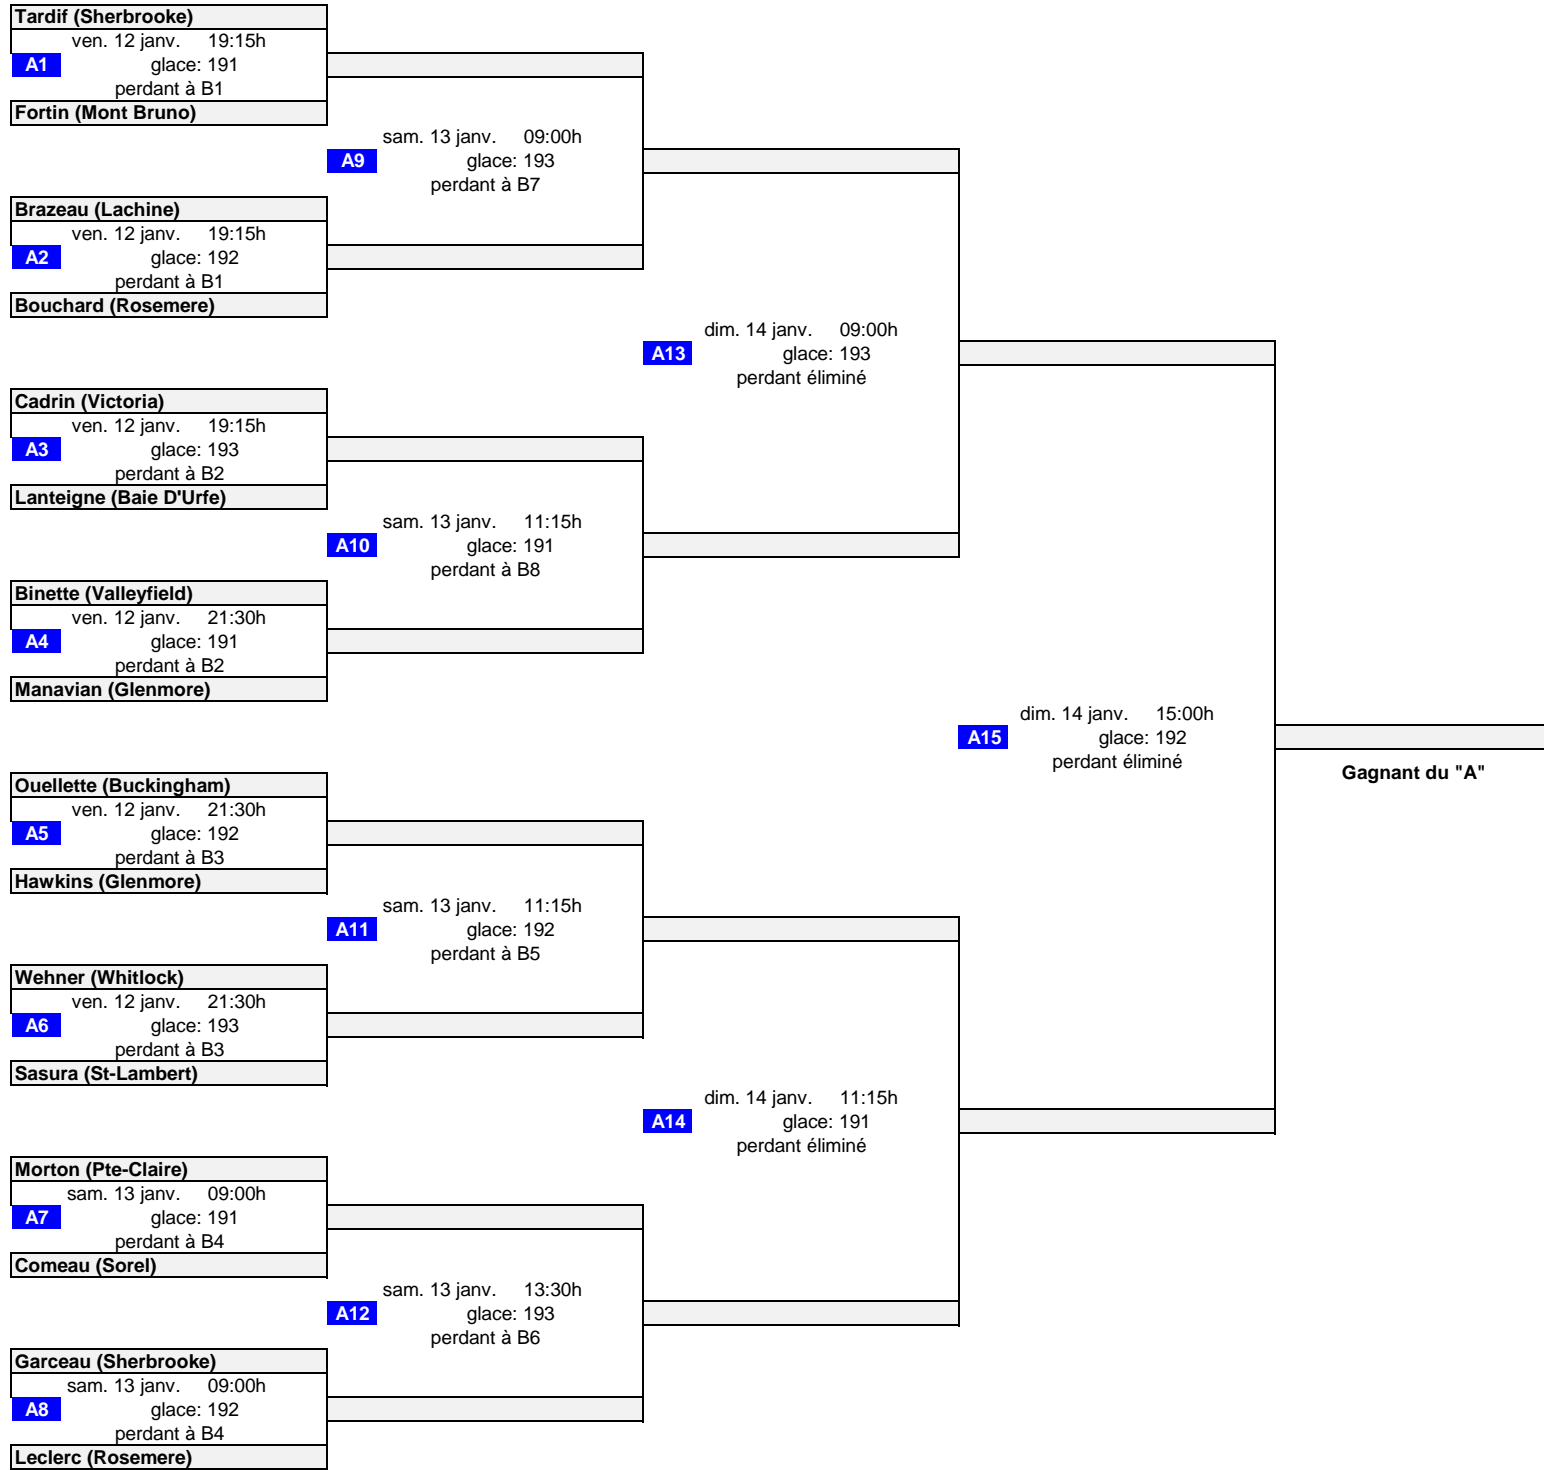 Tardif (Sherbrooke)
ven. 12 janv. 19:15h
A1 glace: 191
perdant à B1
Fortin (Mont Bruno)
sam. 13 janv. 09:00h
A9 glace: 193
perdant à B7
Brazeau (Lachine)
ven. 12 janv. 19:15h
A2 glace: 192
perdant à B1
Bouchard (Rosemere)
dim. 14 janv. 09:00h
A13 glace: 193
perdant éliminé
Cadrin (Victoria)
ven. 12 janv. 19:15h
A3 glace: 193
perdant à B2
Lanteigne (Baie D'Urfe)
sam. 13 janv. 11:15h
A10 glace: 191
perdant à B8
Binette (Valleyfield)
ven. 12 janv. 21:30h
A4 glace: 191
perdant à B2
Manavian (Glenmore)
dim. 14 janv. 15:00h
A15 glace: 192
perdant éliminé
Gagnant du "A"
Ouellette (Buckingham)
ven. 12 janv. 21:30h
A5 glace: 192
perdant à B3
Hawkins (Glenmore)
sam. 13 janv. 11:15h
A11 glace: 192
perdant à B5
Wehner (Whitlock)
ven. 12 janv. 21:30h
A6 glace: 193
perdant à B3
Sasura (St-Lambert)
dim. 14 janv. 11:15h
A14 glace: 191
perdant éliminé
Morton (Pte-Claire)
sam. 13 janv. 09:00h
A7 glace: 191
perdant à B4
Comeau (Sorel)
sam. 13 janv. 13:30h
A12 glace: 193
perdant à B6
Garceau (Sherbrooke)
sam. 13 janv. 09:00h
A8 glace: 192
perdant à B4
Leclerc (Rosemere)